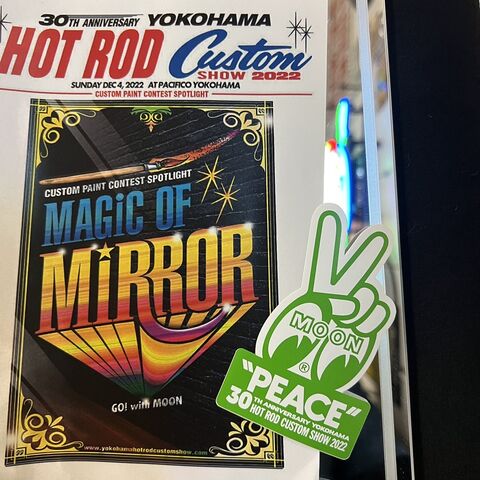 30TH ANNIVERSARY YOKOHAMA
HOT ROD Custom
SHOW 2022
SUNDAY DEC 4, 2022 AT PACIFICO YOKOHAMA
CUSTOM PAINT CONTEST SPOTLIGHT
CUSTOM PAINT CONTEST SPOTLIGHT
MAGiC OF
MiRROR
GO! with MOON
www.yokohamahotrodcustomshow.com
MOON
®
"PEACE"
30TH ANNIVERSARY YOKOHAMA
HOT ROD CUSTOM SHOW 2022